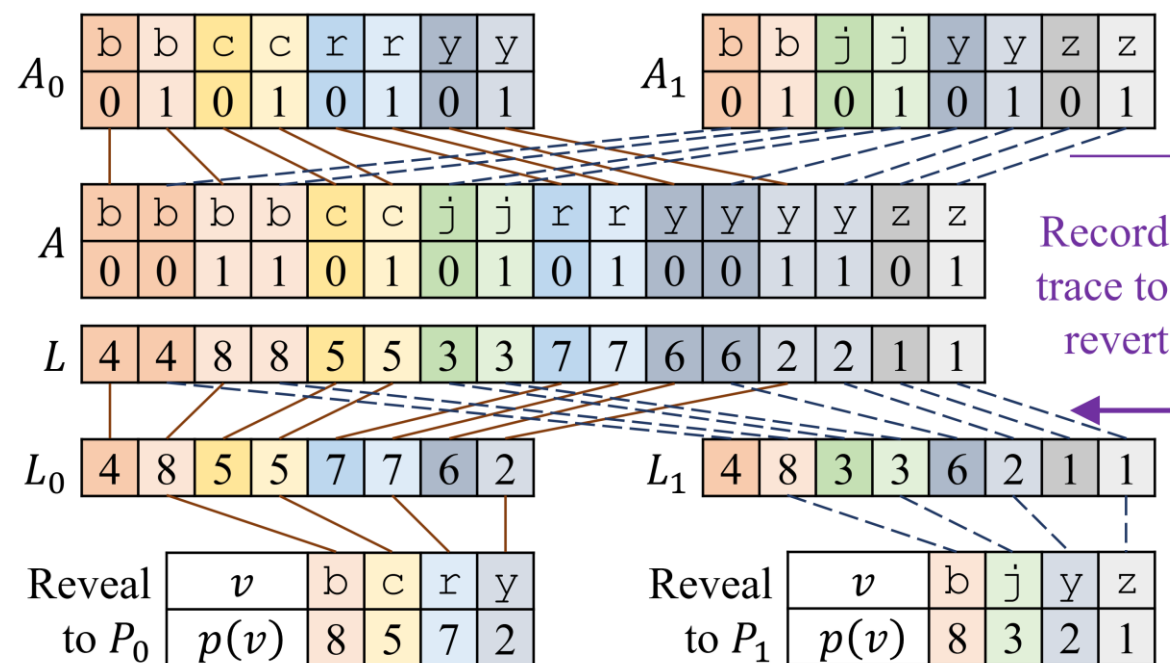 A₀ b b c c r r y y
0 1 0 1 0 1 0 1
A₁ b b j j y y z z
0 1 0 1 0 1 0 1
A b b b b c c j j r r y y y y z z
0 0 1 1 0 1 0 1 0 1 0 0 1 1 0 1
Record
trace to
revert
L 4 4 8 8 5 5 3 3 7 7 6 6 2 2 1 1
L₀ 4 8 5 5 7 7 6 2
L₁ 4 8 3 3 6 2 1 1
Reveal
to P₀
v b c r y
p(v) 8 5 7 2
Reveal
to P₁
v b j y z
p(v) 8 3 2 1